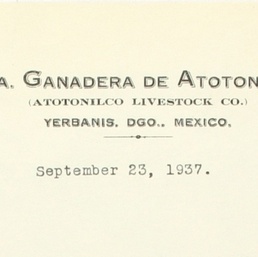 A. GANADERA DE ATOTON
(ATOTONILCO LIVESTOCK CO.)
YERBANIS, DGO., MEXICO,
September 23, 1937.